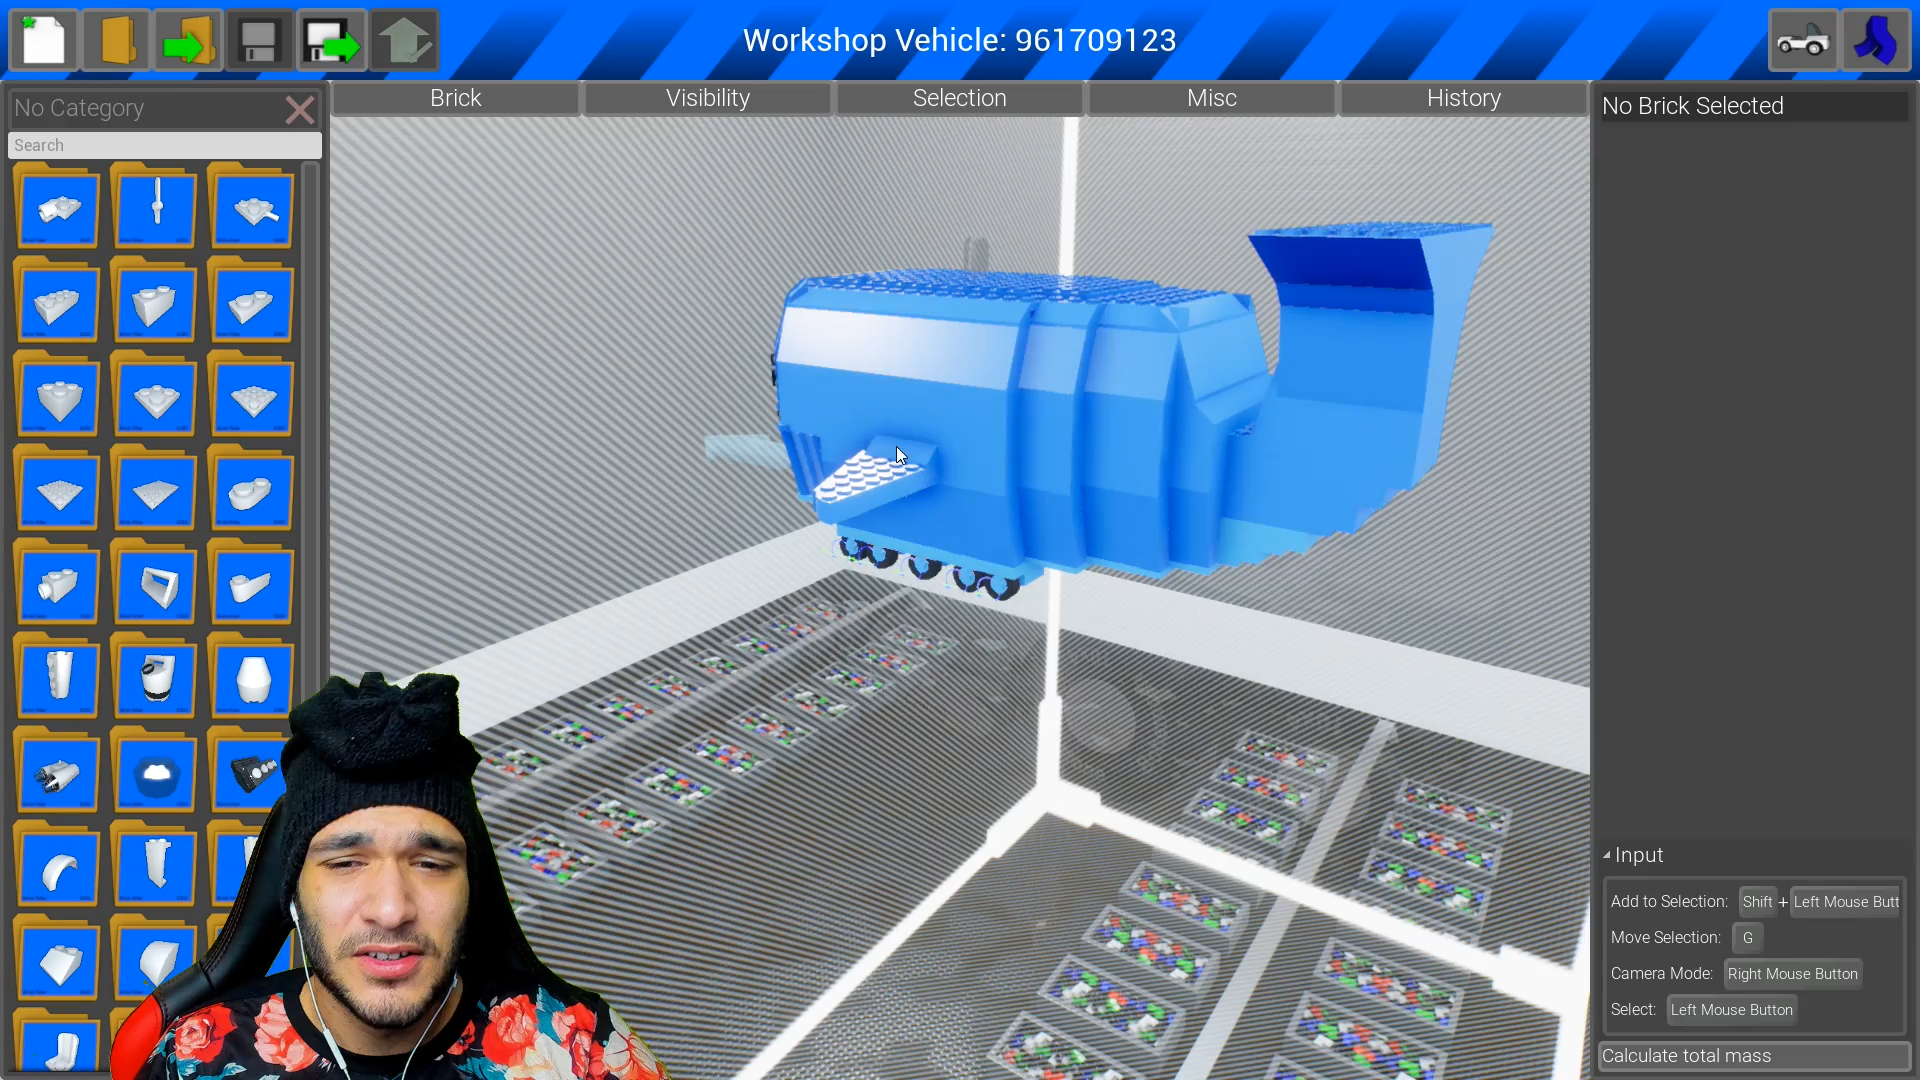 Workshop Vehicle: 961709123
No Category
Search
Brick
Visibility
Selection
Misc
History
No Brick Selected
Input
Add to Selection: Shift + Left Mouse Butt
Move Selection: G
Camera Mode: Right Mouse Button
Select: Left Mouse Button
Calculate total mass